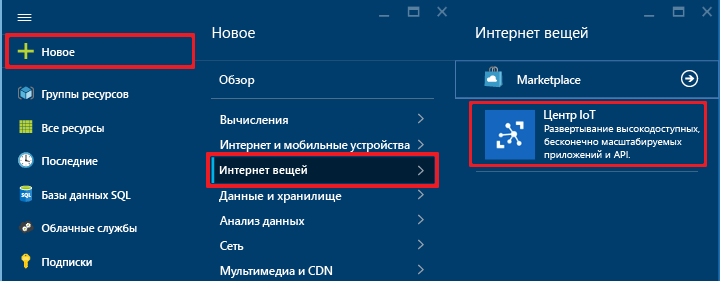 Новое
Группы ресурсов
Все ресурсы
Последние
SQL
Базы данных SQL
Облачные службы
Подписки
Новое
Обзор
Вычисления
Интернет и мобильные устройства
Интернет вещей
Данные и хранилище
Анализ данных
Сеть
Мультимедиа и CDN
Интернет вещей
Marketplace
Центр IoT
Развертывание высокодоступных,
бесконечно масштабируемых
приложений и API.